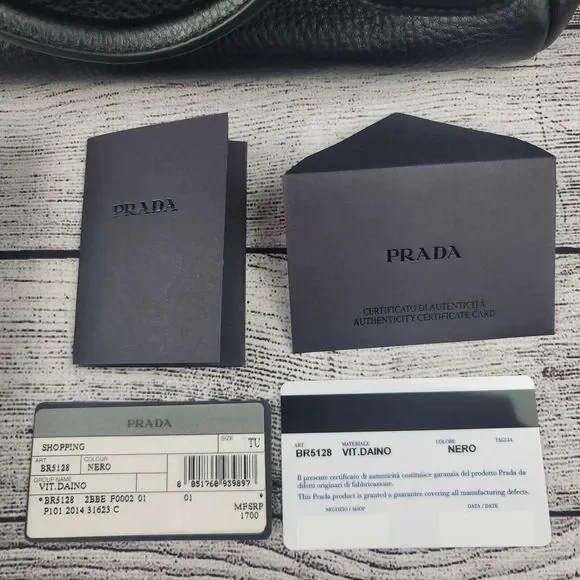 PRADA
PRADA
CERTIFICATO DI AUTENTICITÀ
AUTHENTICITY CERTIFICATE CARD
PRADA
SHOPPING
SIZE TU
ART. COLOUR
BR5128 NERO
GROUP NAME
VIT.DAINO
8 051760 939897
*BR5128 2BBE F0002 01 01
P101 2014 31623 C
MFSRP
1700
ART MATERIALE COLORE TAGLIA
BR5128 VIT.DAINO NERO
Il presente certificato di autenticità costituisce garanzia del prodotto Prada da
difetti originari di fabbricazione.
This Prada product is granted a guarantee covering all manufacturing defects.
NEGOZIO / SHOP DATA / DATE